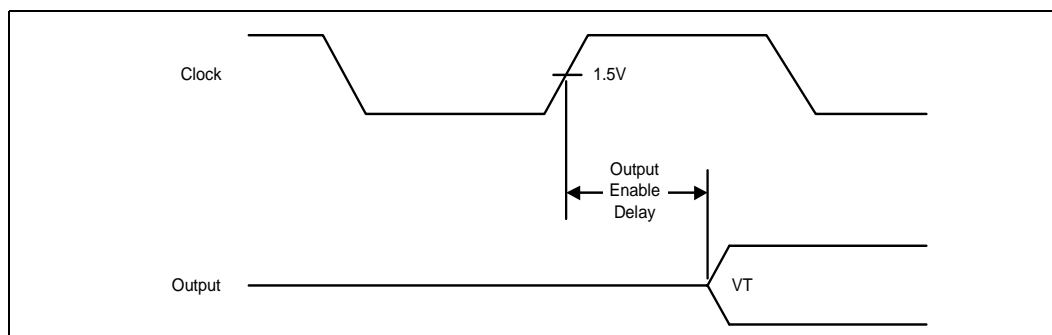 Clock
1.5V
Output
Enable
Delay
Output
VT